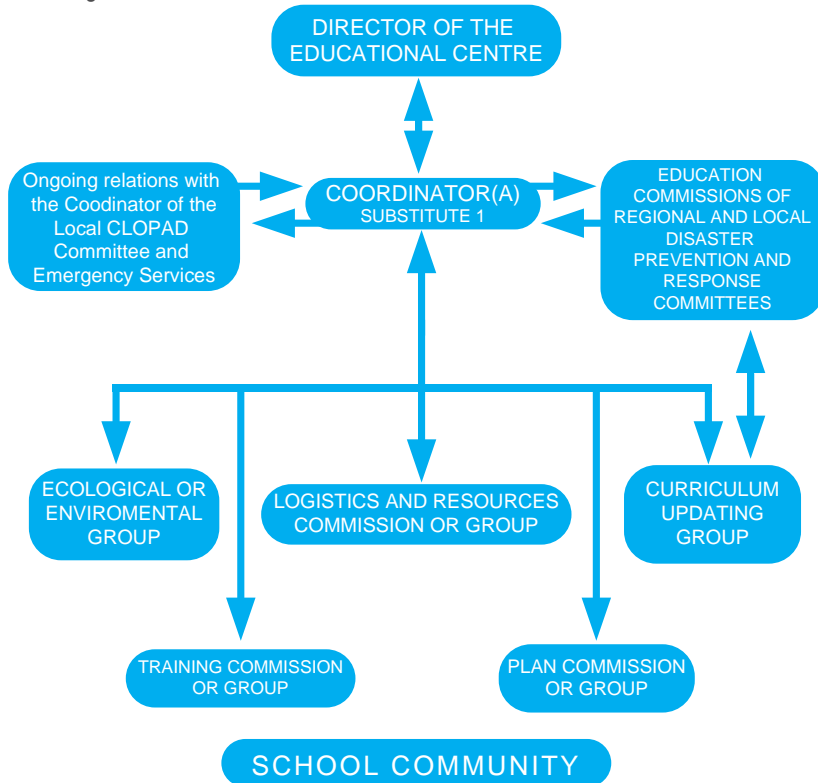 DIRECTOR OF THE
EDUCATIONAL CENTRE
Ongoing relations with
the Coodinator of the
Local CLOPAD
Committee and
Emergency Services
COORDINATOR(A)
SUBSTITUTE 1
EDUCATION
COMMISSIONS OF
REGIONAL AND LOCAL
DISASTER
PREVENTION AND
RESPONSE
COMMITTEES
ECOLOGICAL OR
ENVIROMENTAL
GROUP
LOGISTICS AND RESOURCES
COMMISSION OR GROUP
CURRICULUM
UPDATING
GROUP
TRAINING COMMISSION
OR GROUP
PLAN COMMISSION
OR GROUP
SCHOOL COMMUNITY